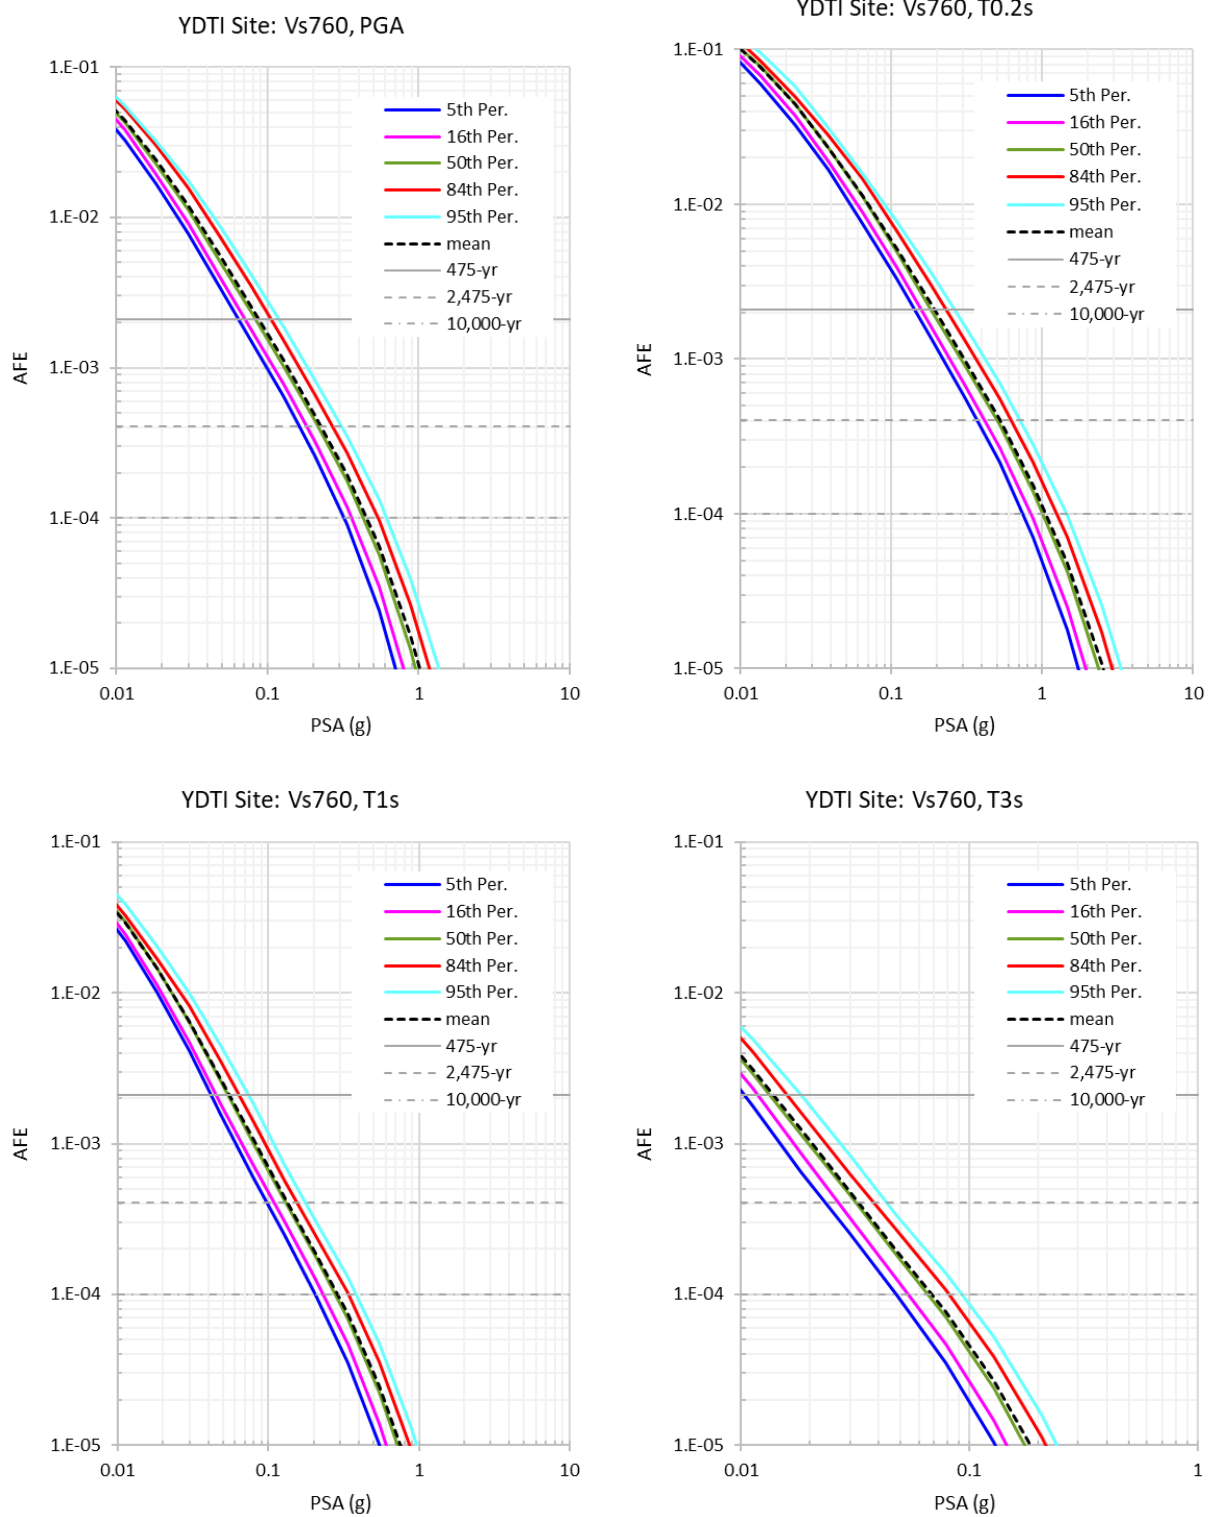 YDTI Site: Vs760, PGA
1.E-01
1.E-02
1.E-03
1.E-04
1.E-05
AFE
0.01
0.1
1
10
PSA (g)
5th Per.
16th Per.
50th Per.
84th Per.
95th Per.
mean
475-yr
2,475-yr
10,000-yr
YDTI Site: Vs760, T0.2s
1.E-01
1.E-02
1.E-03
1.E-04
1.E-05
AFE
0.01
0.1
1
10
PSA (g)
5th Per.
16th Per.
50th Per.
84th Per.
95th Per.
mean
475-yr
2,475-yr
10,000-yr
YDTI Site: Vs760, T1s
1.E-01
1.E-02
1.E-03
1.E-04
1.E-05
AFE
0.01
0.1
1
10
PSA (g)
5th Per.
16th Per.
50th Per.
84th Per.
95th Per.
mean
475-yr
2,475-yr
10,000-yr
YDTI Site: Vs760, T3s
1.E-01
1.E-02
1.E-03
1.E-04
1.E-05
AFE
0.01
0.1
1
PSA (g)
5th Per.
16th Per.
50th Per.
84th Per.
95th Per.
mean
475-yr
2,475-yr
10,000-yr